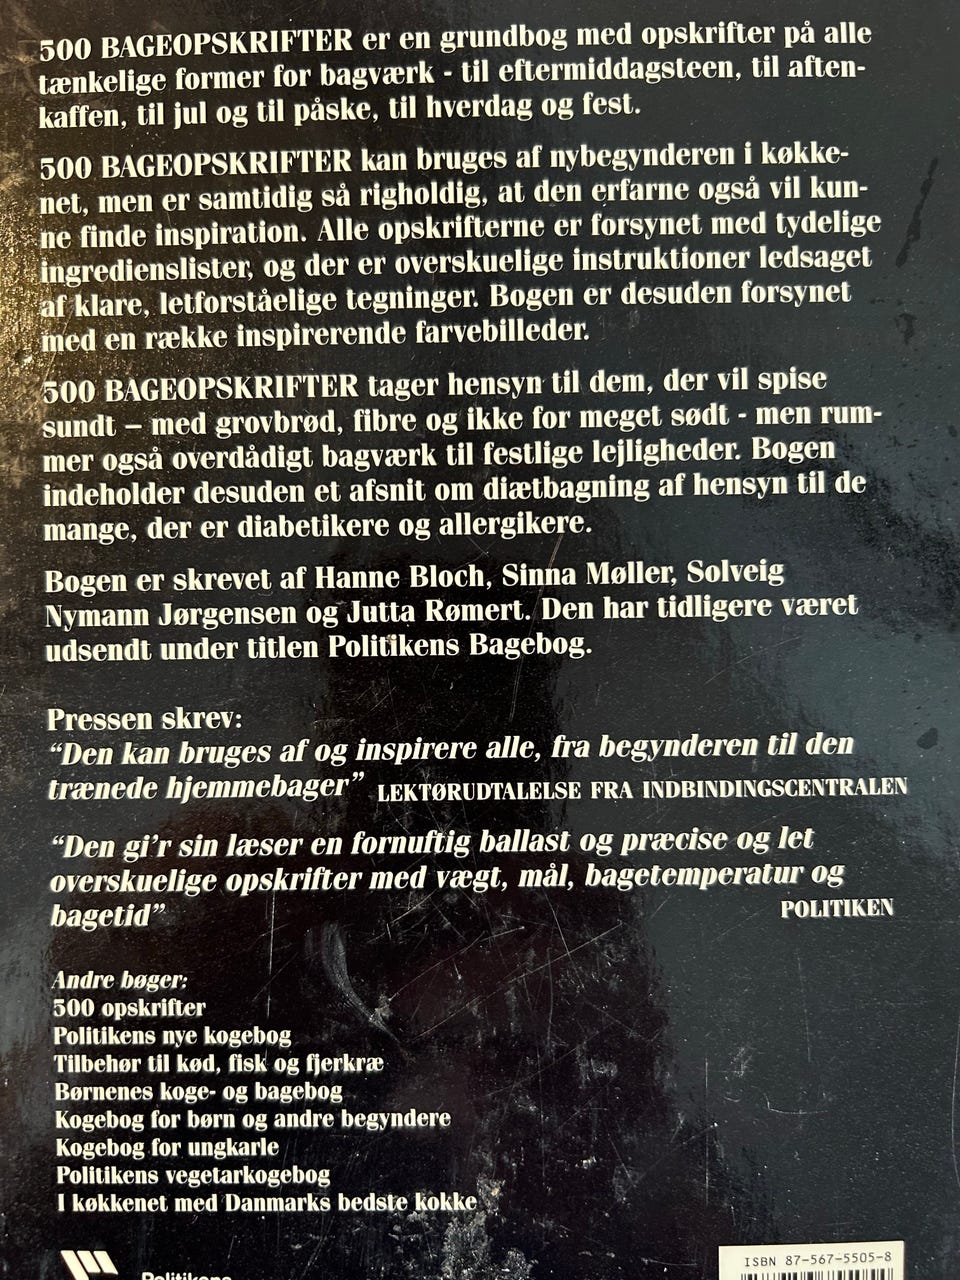 500 BAGEOPSKRIFTER er en grundbog med opskrifter på alle
tænkelige former for bagværk - til eftermiddagsteen, til aften-
kaffen, til jul og til påske, til hverdag og fest.
500 BAGEOPSKRIFTER kan bruges af nybegynderen i køkke-
net, men er samtidig så righoldig, at den erfarne også vil kun-
ne finde inspiration. Alle opskrifterne er forsynet med tydelige
ingredienslister, og der er overskuelige instruktioner ledsaget
af klare, letforståelige tegninger. Bogen er desuden forsynet
med en række inspirerende farvebilleder.
500 BAGEOPSKRIFTER tager hensyn til dem, der vil spise
sundt – med grovbrød, fibre og ikke for meget sødt - men rum-
mer også overdådigt bagværk til festlige lejligheder. Bogen
indeholder desuden et afsnit om diætbagning af hensyn til de
mange, der er diabetikere og allergikere.
Bogen er skrevet af Hanne Bloch, Sinna Møller, Solveig
Nymann Jørgensen og Jutta Rømert. Den har tidligere været
udsendt under titlen Politikens Bagebog.
Pressen skrev:
“Den kan bruges af og inspirere alle, fra begynderen til den
trænede hjemmebager” LEKTØRUDTALELSE FRA INDBINDINGSCENTRALEN
“Den gi’r sin læser en fornuftig ballast og præcise og let
overskuelige opskrifter med vægt, mål, bagetemperatur og
bagetid” POLITIKEN
Andre bøger:
500 opskrifter
Politikens nye kogebog
Tilbehør til kød, fisk og fjerkræ
Børnenes koge- og bagebog
Kogebog for børn og andre begyndere
Kogebog for ungkarle
Politikens vegetarkogebog
I køkkenet med Danmarks bedste kokke
Politikens
ISBN 87-567-5505-8